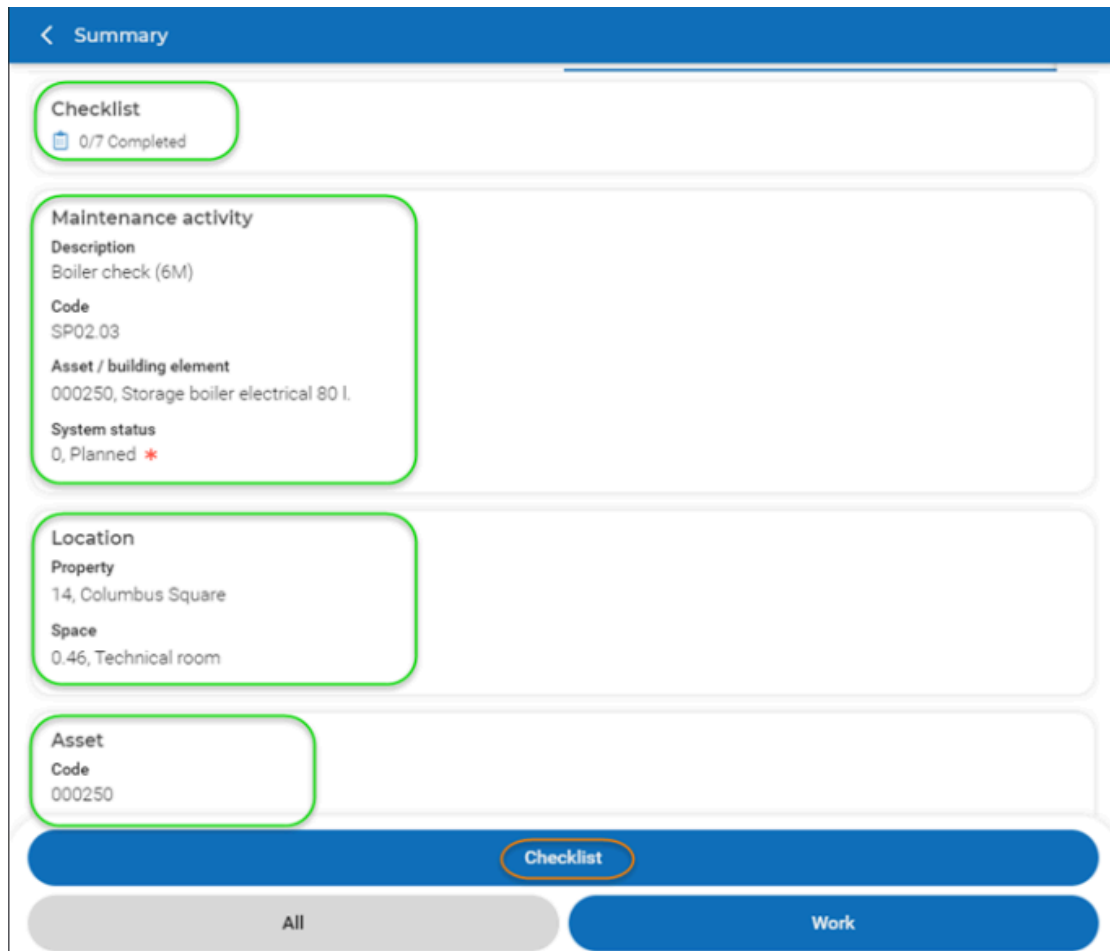 Summary
Checklist
0/7 Completed
Maintenance activity
Description
Boiler check (6M)
Code
SP02.03
Asset / building element
000250, Storage boiler electrical 80 l.
System status
0, Planned *
Location
Property
14, Columbus Square
Space
0.46, Technical room
Asset
Code
000250
Checklist
All
Work